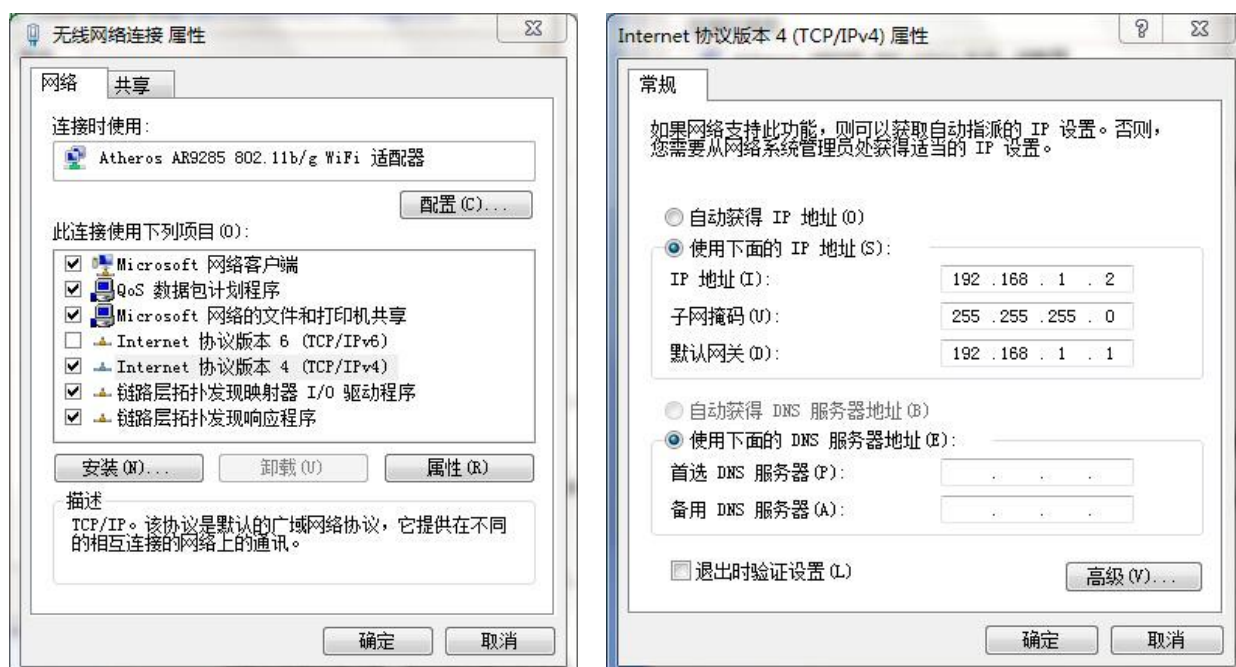 无线网络连接 属性
网络
共享
连接时使用:
Atheros AR9285 802.11b/g WiFi 适配器
配置(C)...
此连接使用下列项目(O):
Microsoft 网络客户端
QoS 数据包计划程序
Microsoft 网络的文件和打印机共享
Internet 协议版本 6 (TCP/IPv6)
Internet 协议版本 4 (TCP/IPv4)
链路层拓扑发现映射器 I/O 驱动程序
链路层拓扑发现响应程序
安装(N)...
卸载(U)
属性(R)
描述
TCP/IP。该协议是默认的广域网络协议，它提供在不同
的相互连接的网络上的通讯。
确定
取消
Internet 协议版本 4 (TCP/IPv4) 属性
常规
如果网络支持此功能，则可以获取自动指派的 IP 设置。否则，
您需要从网络系统管理员处获得适当的 IP 设置。
自动获得 IP 地址(O)
使用下面的 IP 地址(S):
IP 地址(I): 192 .168 . 1 . 2
子网掩码(U): 255 .255 .255 . 0
默认网关(D): 192 .168 . 1 . 1
自动获得 DNS 服务器地址(B)
使用下面的 DNS 服务器地址(E):
首选 DNS 服务器(P): . . .
备用 DNS 服务器(A): . . .
退出时验证设置(L)
高级(V)...
确定
取消